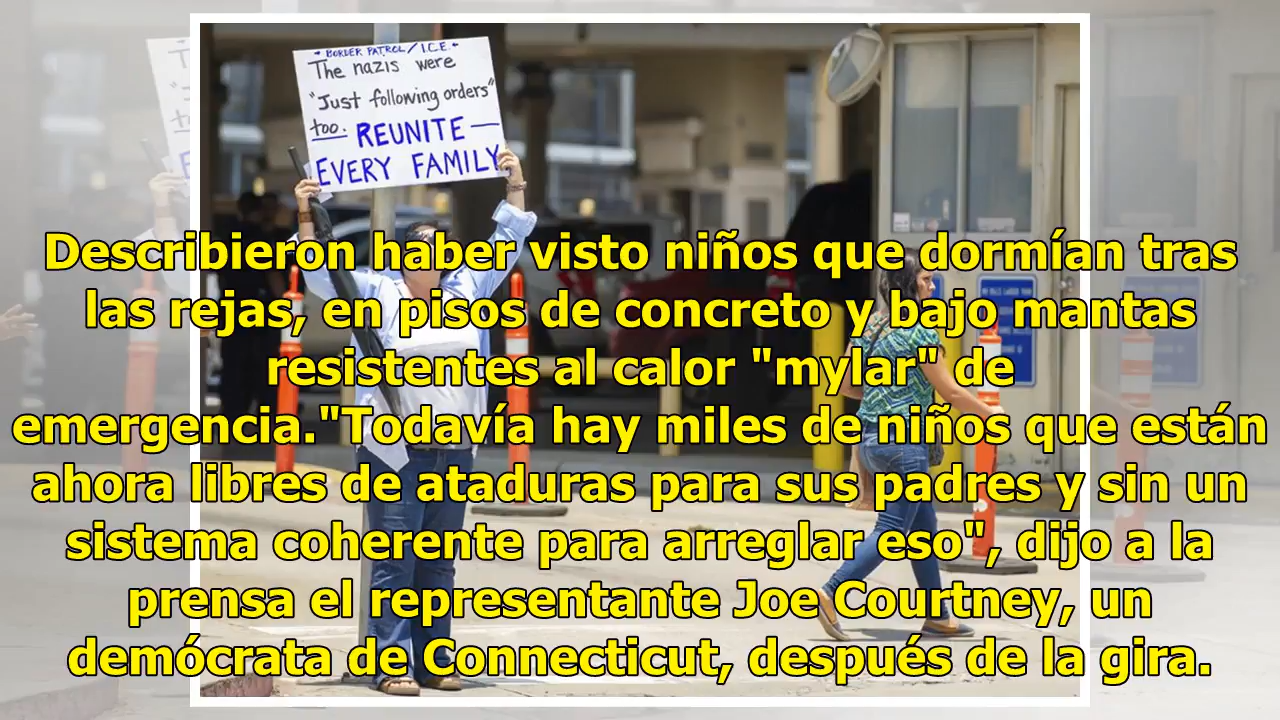 * BORDER PATROL / I.C.E. *
The nazis were
"Just following orders"
too. REUNITE —
EVERY FAMILY
Describieron haber visto niños que dormían tras
las rejas, en pisos de concreto y bajo mantas
resistentes al calor "mylar" de
emergencia."Todavía hay miles de niños que están
ahora libres de ataduras para sus padres y sin un
sistema coherente para arreglar eso", dijo a la
prensa el representante Joe Courtney, un
demócrata de Connecticut, después de la gira.